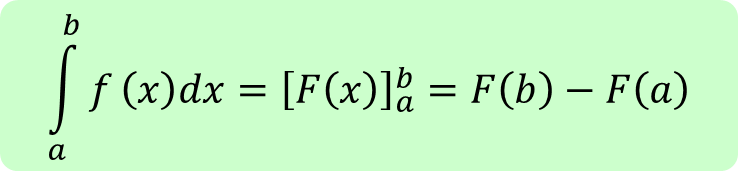 ∫_a^b f (x)dx = [F(x)]_a^b = F(b) − F(a)